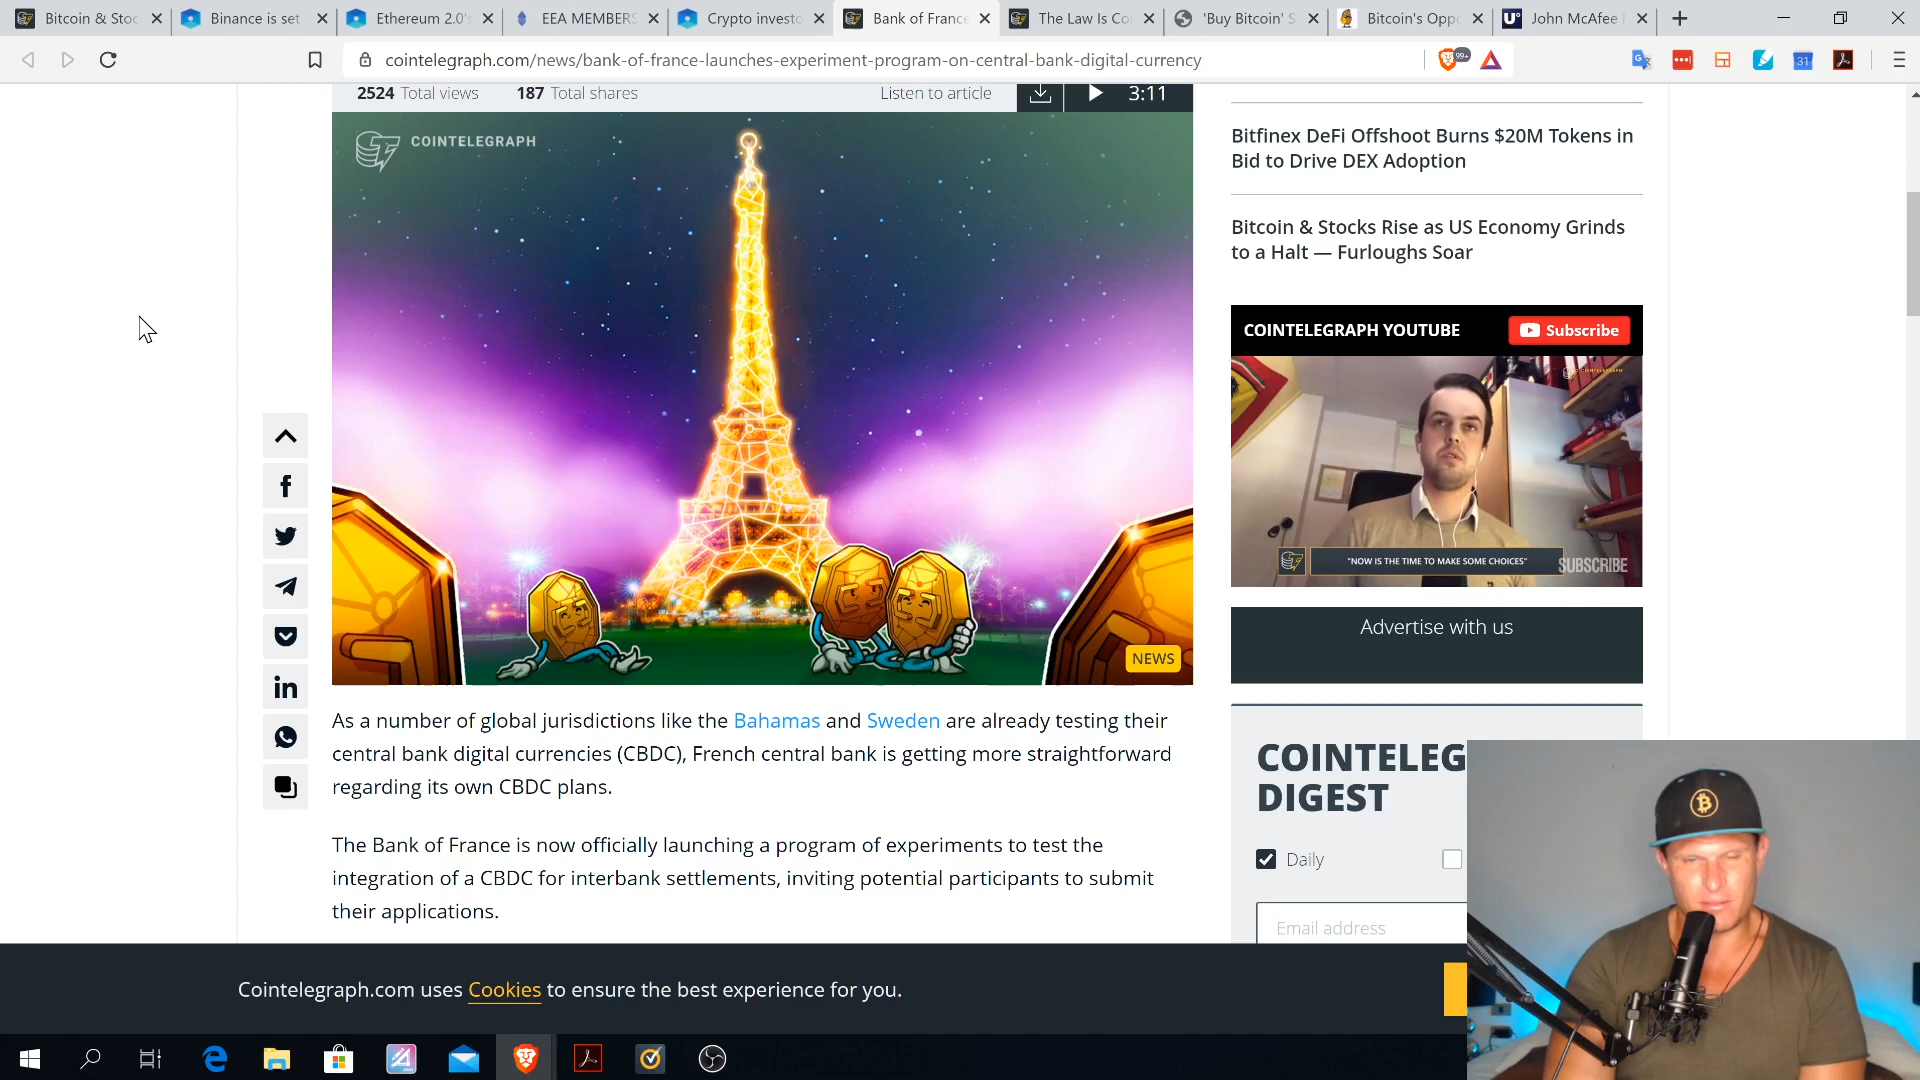 Bitcoin & Stoc
Binance is set
Ethereum 2.0's
EEA MEMBERS
Crypto investo
Bank of France
The Law Is Co
'Buy Bitcoin' S
Bitcoin's Oppo
John McAfee
cointelegraph.com/news/bank-of-france-launches-experiment-program-on-central-bank-digital-currency
99+
31
2524 Total views 187 Total shares
Listen to article
3:11
COINTELEGRAPH
NEWS
As a number of global jurisdictions like the Bahamas and Sweden are already testing their
central bank digital currencies (CBDC), French central bank is getting more straightforward
regarding its own CBDC plans.
The Bank of France is now officially launching a program of experiments to test the
integration of a CBDC for interbank settlements, inviting potential participants to submit
their applications.
Bitfinex DeFi Offshoot Burns $20M Tokens in
Bid to Drive DEX Adoption
Bitcoin & Stocks Rise as US Economy Grinds
to a Halt — Furloughs Soar
COINTELEGRAPH YOUTUBE
Subscribe
COINTELEGRAPH
"NOW IS THE TIME TO MAKE SOME CHOICES"
SUBSCRIBE
Advertise with us
COINTELEG
DIGEST
Daily
Email address
Cointelegraph.com uses Cookies to ensure the best experience for you.